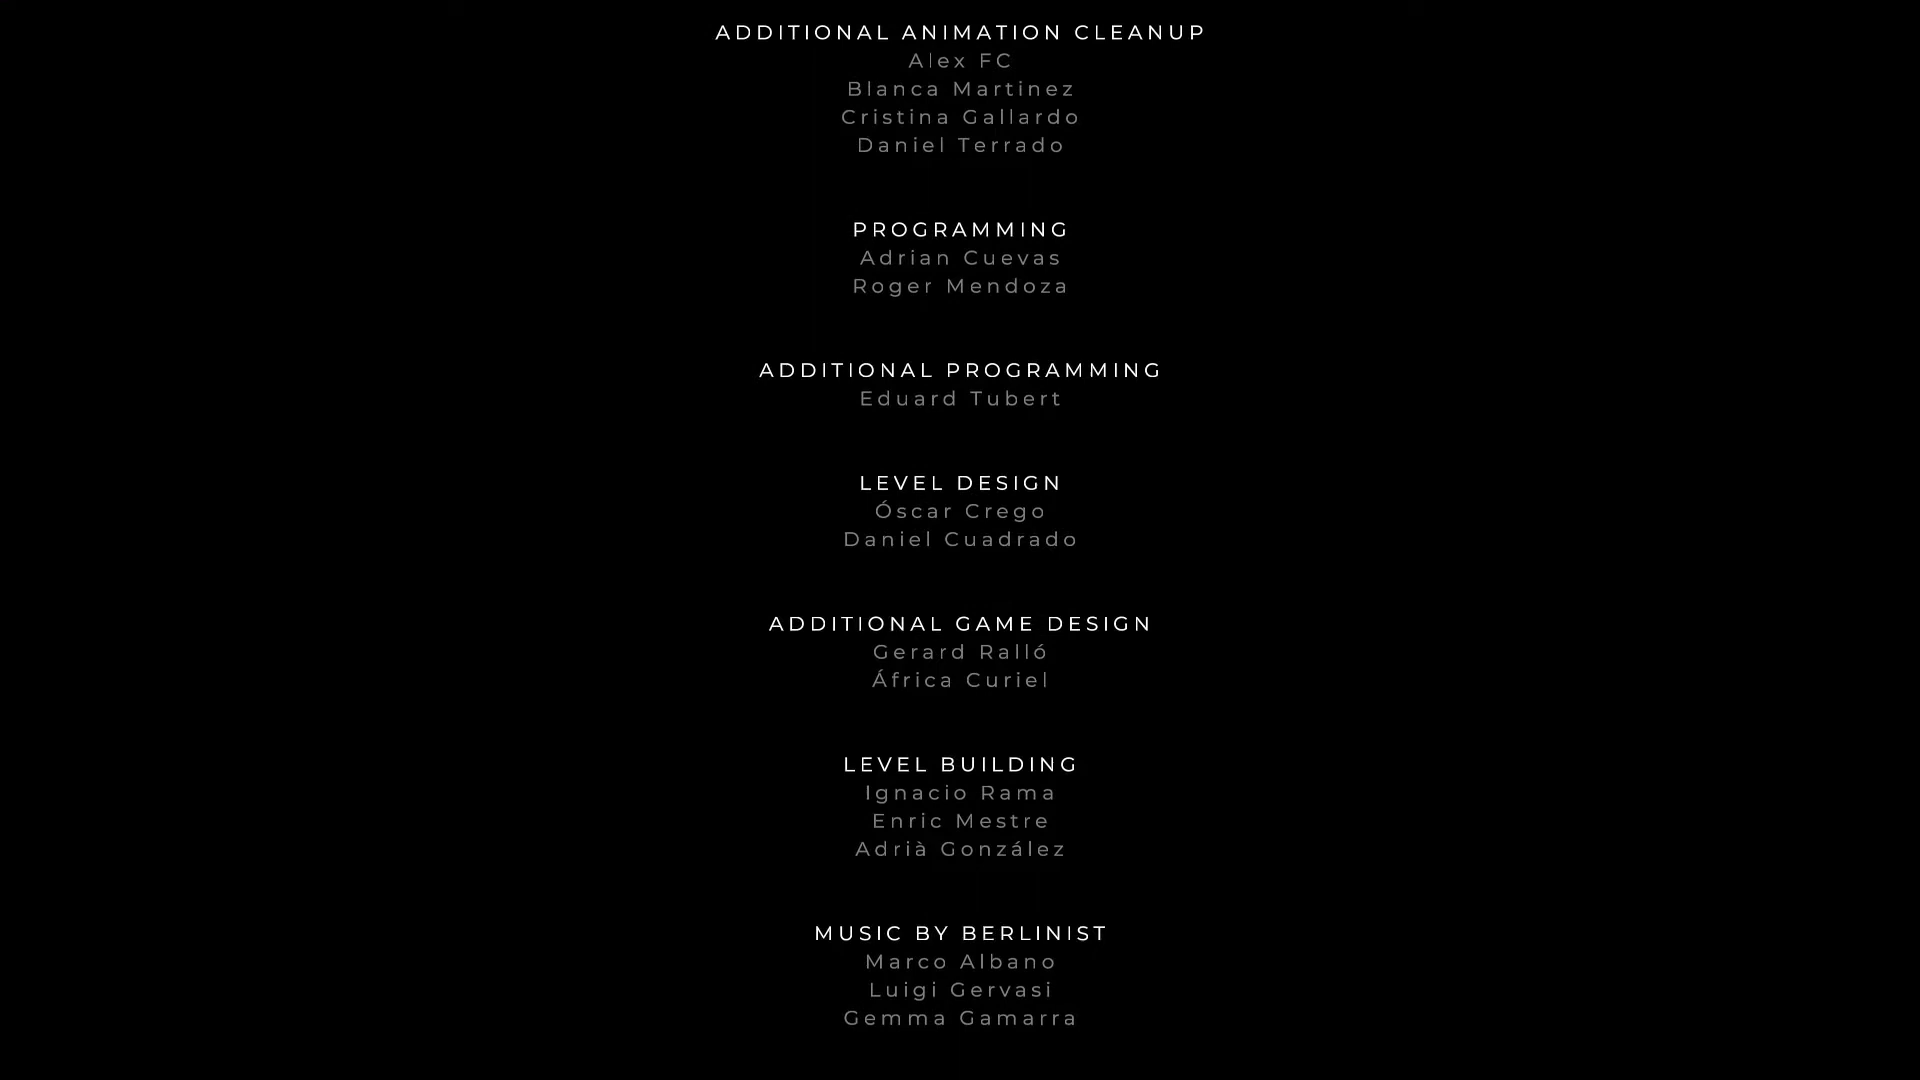 ADDITIONAL ANIMATION CLEANUP
Alex FC
Blanca Martinez
Cristina Gallardo
Daniel Terrado
PROGRAMMING
Adrian Cuevas
Roger Mendoza
ADDITIONAL PROGRAMMING
Eduard Tubert
LEVEL DESIGN
Óscar Crego
Daniel Cuadrado
ADDITIONAL GAME DESIGN
Gerard Ralló
África Curiel
LEVEL BUILDING
Ignacio Rama
Enric Mestre
Adrià González
MUSIC BY BERLINIST
Marco Albano
Luigi Gervasi
Gemma Gamarra